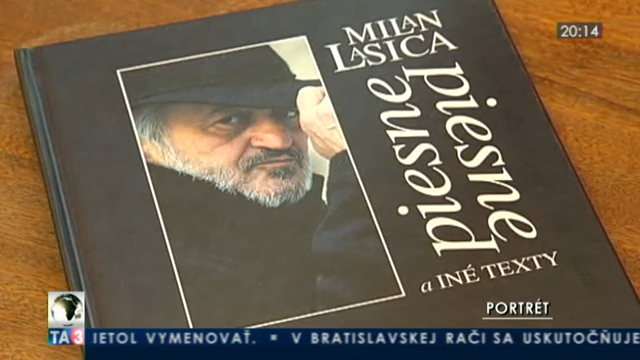 20:14
MILAN
LASICA
piesne
piesne
a INÉ TEXTY
PORTRÉT
TA3 IETOL VYMENOVAŤ. ▪ V BRATISLAVSKEJ RAČI SA USKUTOČŇUJE